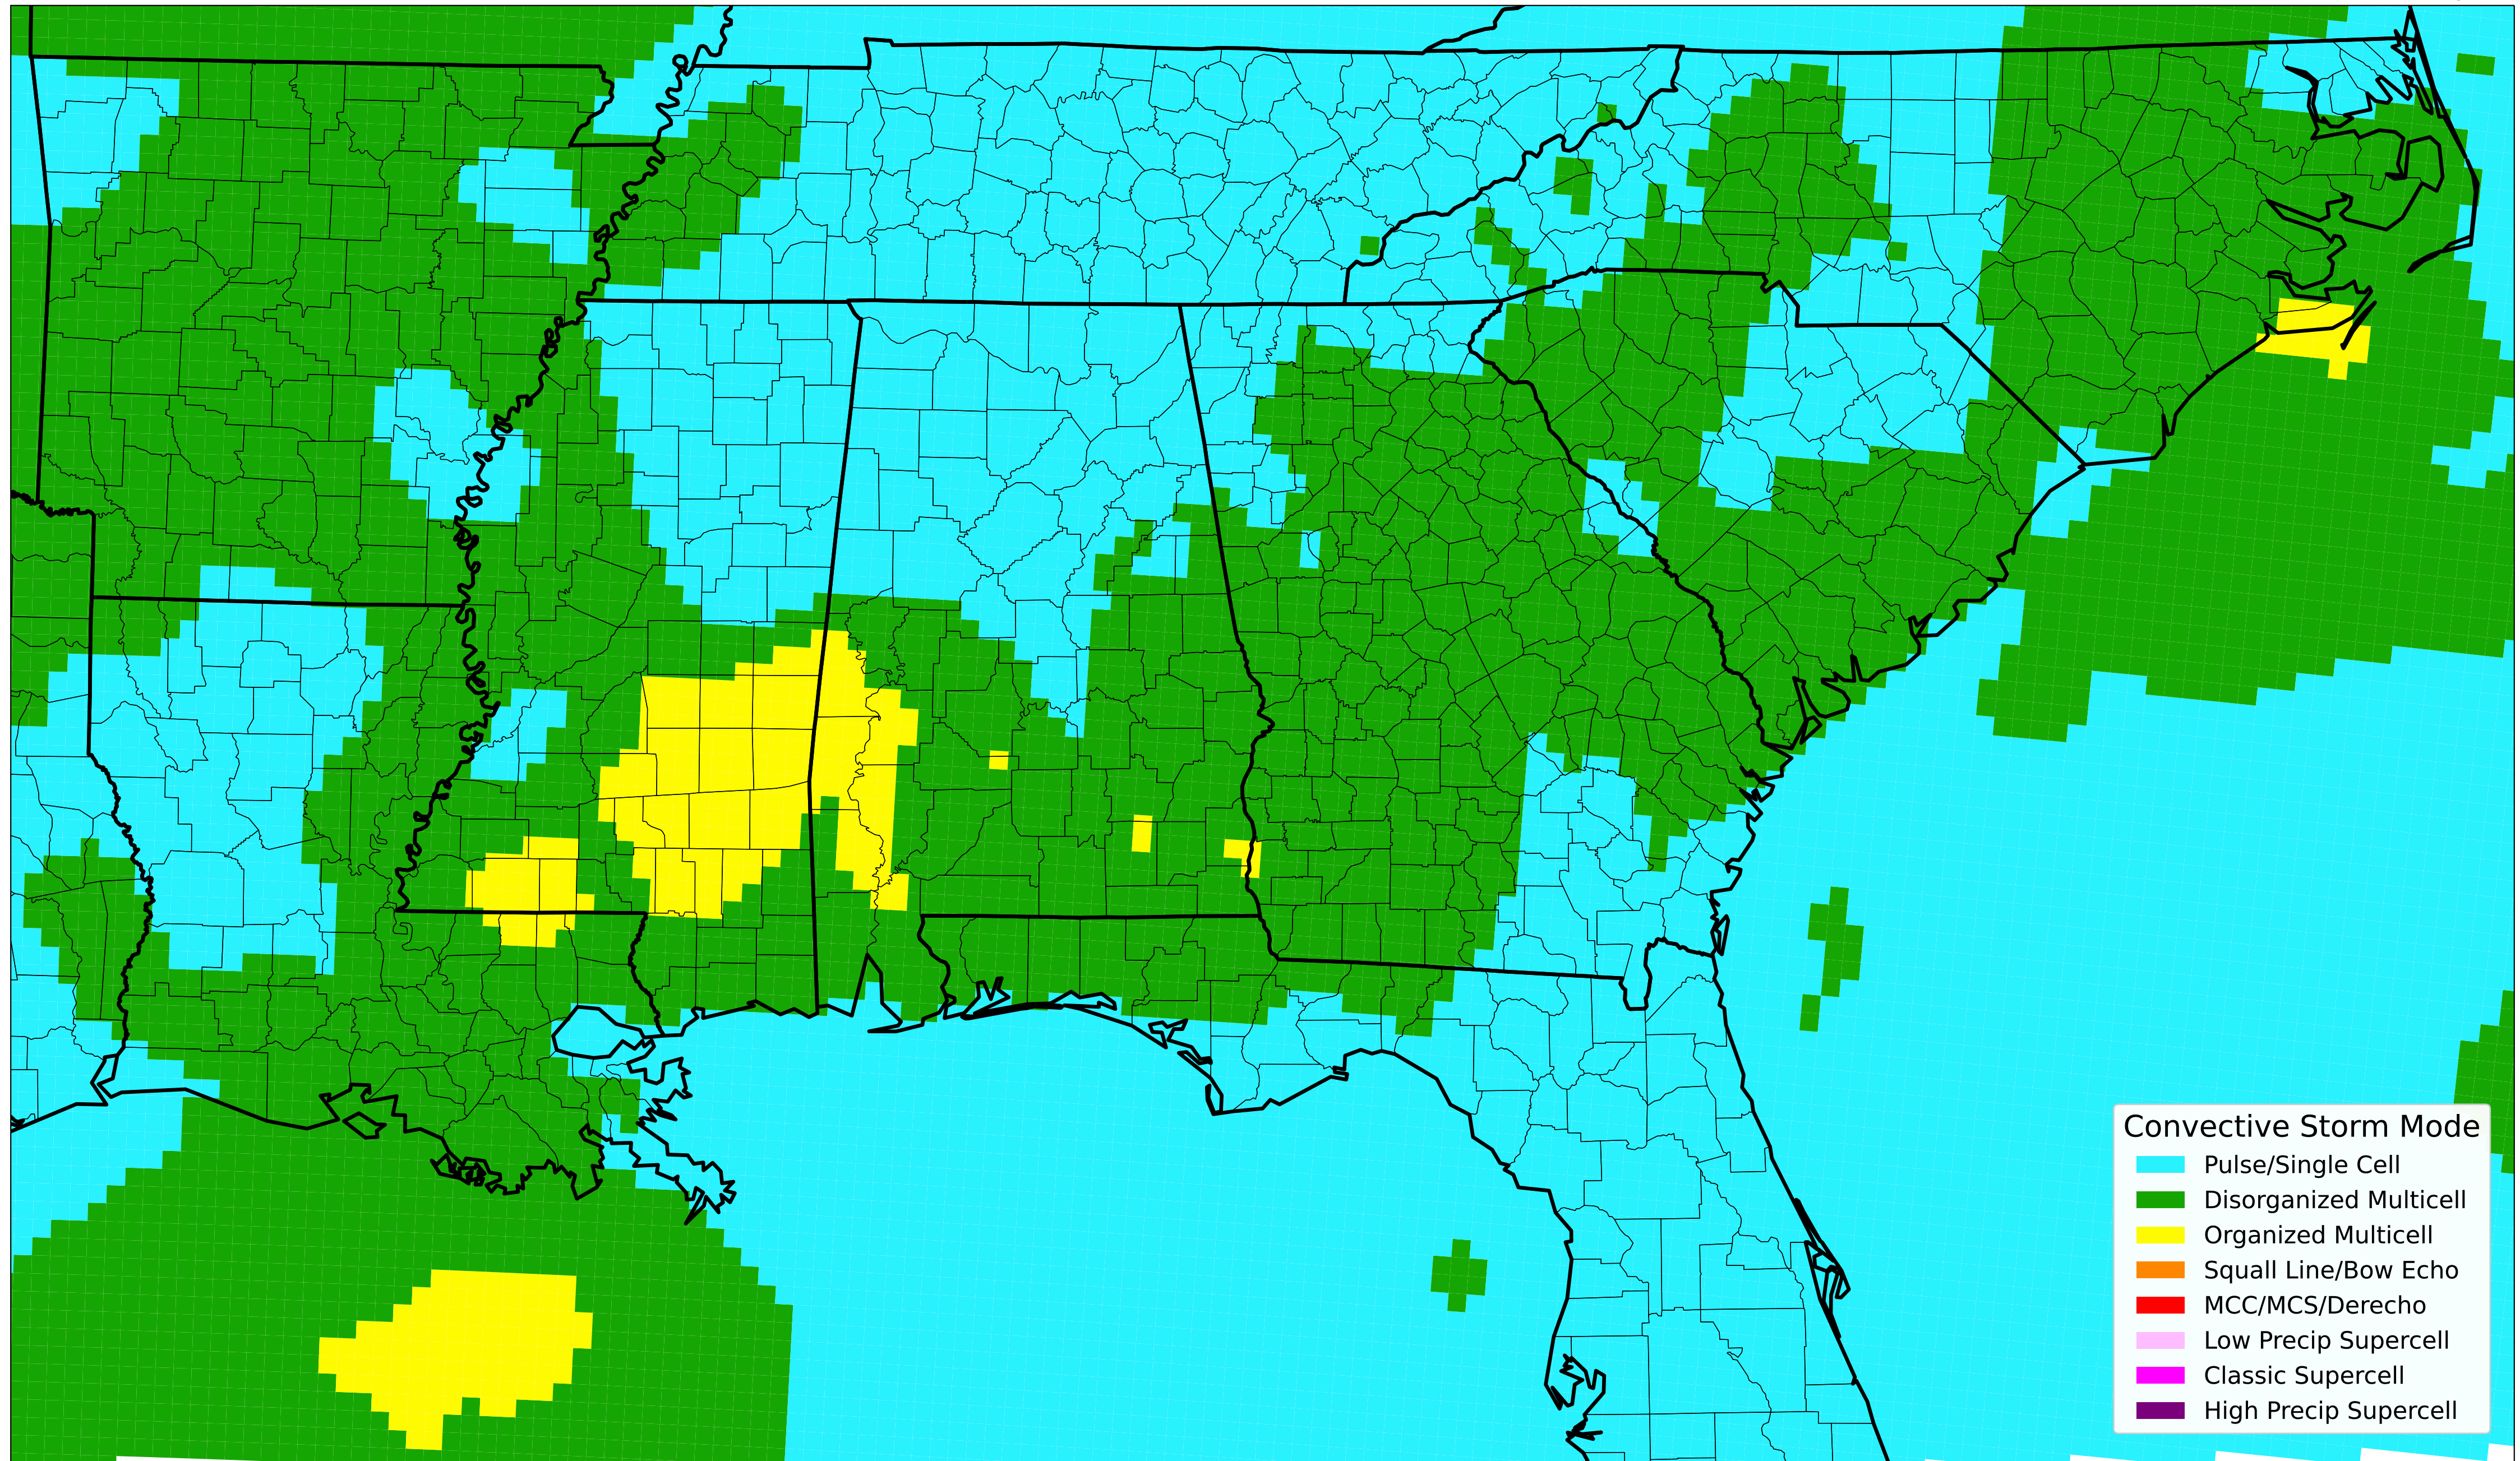 Convective Storm Mode
Pulse/Single Cell
Disorganized Multicell
Organized Multicell
Squall Line/Bow Echo
MCC/MCS/Derecho
Low Precip Supercell
Classic Supercell
High Precip Supercell